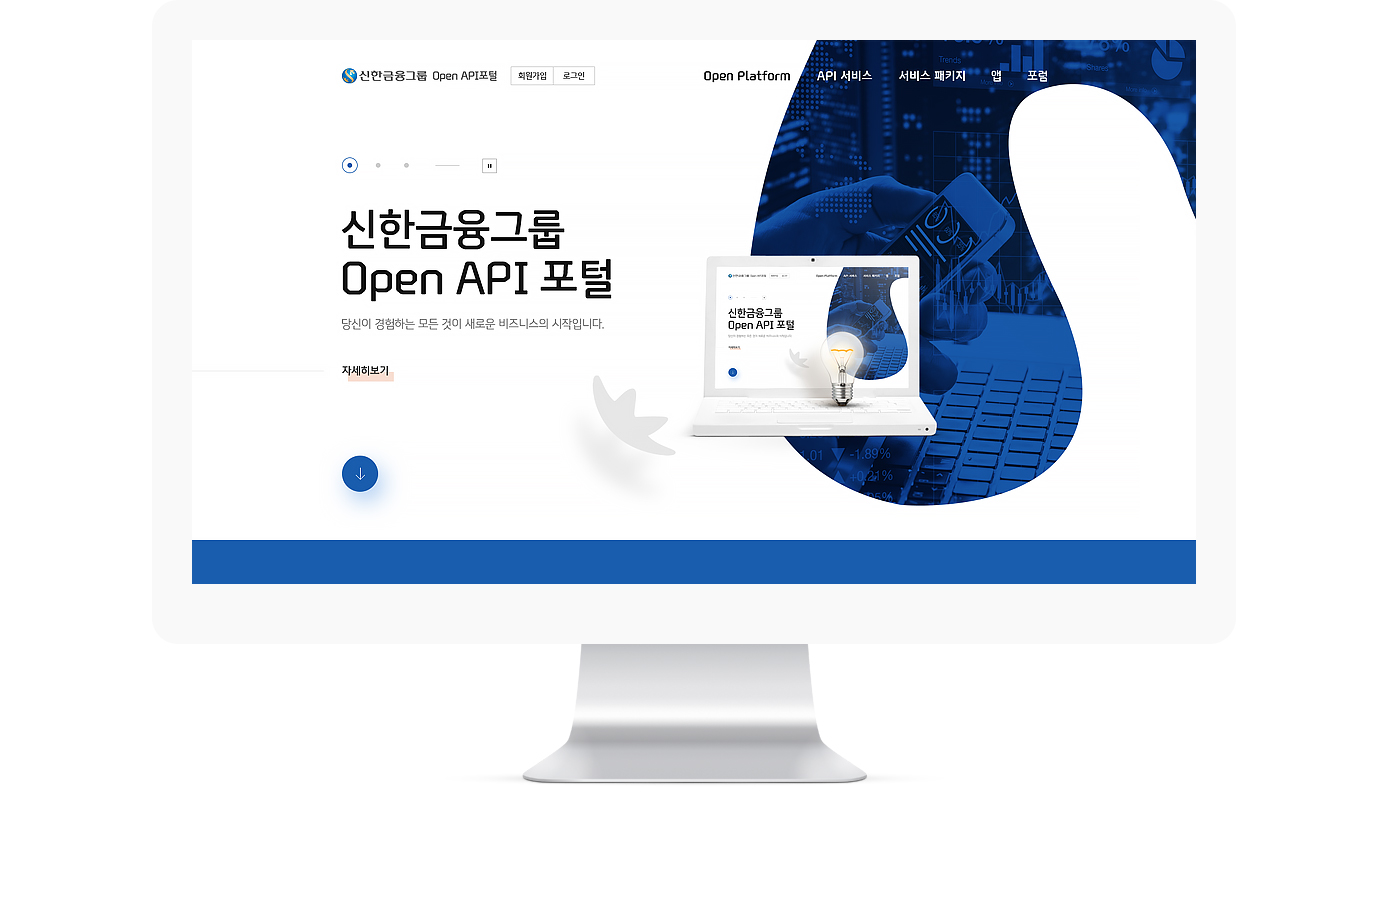 신한금융그룹 Open API포털
회원가입 로그인
Open Platform API 서비스 서비스 패키지 앱 포럼
Trends
Shares
신한금융그룹
Open API 포털
당신이 경험하는 모든 것이 새로운 비즈니스의 시작입니다.
자세히보기
신한금융그룹
Open API 포털
1.01 -1.89%
+0.21%